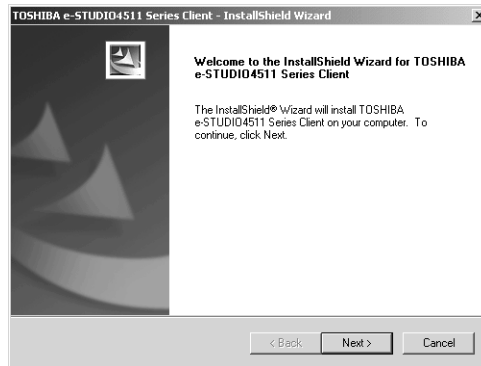 TOSHIBA e-STUDIO4511 Series Client - InstallShield Wizard
Welcome to the InstallShield Wizard for TOSHIBA
e-STUDIO4511 Series Client
The InstallShield® Wizard will install TOSHIBA
e-STUDIO4511 Series Client on your computer. To
continue, click Next.
< Back Next > Cancel